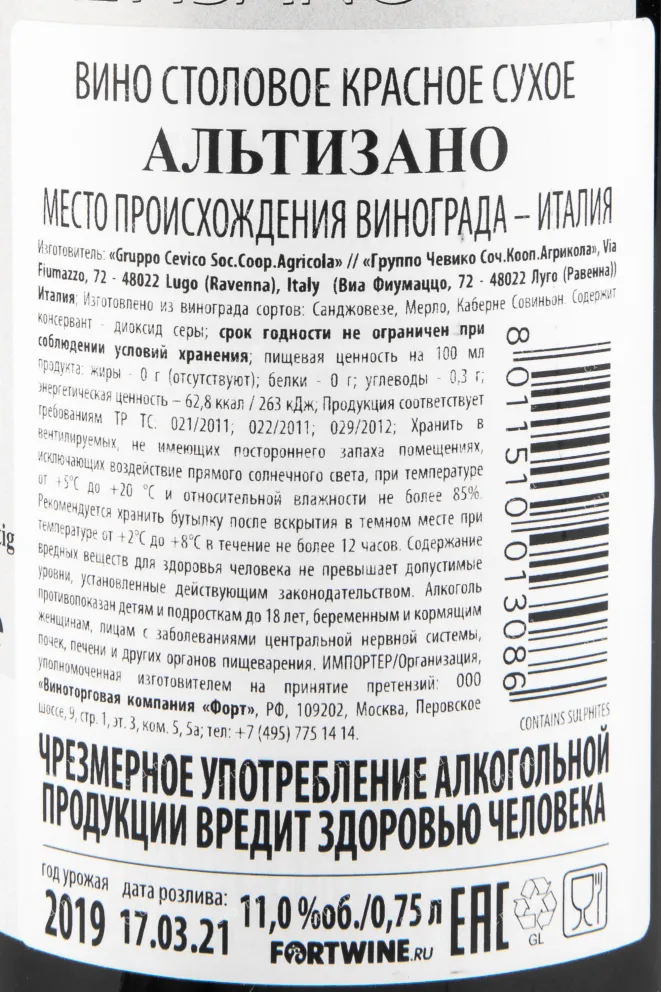 ВИНО СТОЛОВОЕ КРАСНОЕ СУХОЕ
АЛЬТИЗАНО
МЕСТО ПРОИСХОЖДЕНИЯ ВИНОГРАДА – ИТАЛИЯ
Изготовитель: «Gruppo Cevico Soc.Coop.Agricola» // «Группо Чевико Соч.Кооп.Агрикола», Via
Fiumazzo, 72 - 48022 Lugo (Ravenna), Italy (Виа Фиумаццо, 72 - 48022 Луго (Равенна))
Италия; Изготовлено из винограда сортов: Санджовезе, Мерло, Каберне Совиньон. Содержит
консервант - диоксид серы; срок годности не ограничен при
соблюдении условий хранения; пищевая ценность на 100 мл
продукта: жиры - 0 г (отсутствуют); белки - 0 г; углеводы - 0,3 г;
энергетическая ценность – 62,8 ккал / 263 кДж; Продукция соответствует
требованиям ТР ТС: 021/2011; 022/2011; 029/2012; Хранить в
вентилируемых, не имеющих постороннего запаха помещениях,
исключающих воздействие прямого солнечного света, при температуре
от +5°C до +20 °C и относительной влажности не более 85%.
Рекомендуется хранить бутылку после вскрытия в темном месте при
температуре от +2°C до +8°C в течение не более 12 часов. Содержание
вредных веществ для здоровья человека не превышает допустимые
уровни, установленные действующим законодательством. Алкоголь
противопоказан детям и подросткам до 18 лет, беременным и кормящим
женщинам, лицам с заболеваниями центральной нервной системы,
почек, печени и других органов пищеварения. ИМПОРТЕР/Организация,
уполномоченная изготовителем на принятие претензий: ООО
«Виноторговая компания «Форт», РФ, 109202, Москва, Перовское
шоссе, 9, стр. 1, эт. 3, ком. 5, 5а; тел: +7 (495) 775 14 14.
8 011510 013086
CONTAINS SULPHITES
ЧРЕЗМЕРНОЕ УПОТРЕБЛЕНИЕ АЛКОГОЛЬНОЙ
ПРОДУКЦИИ ВРЕДИТ ЗДОРОВЬЮ ЧЕЛОВЕКА
год урожая
2019
дата розлива:
17.03.21
11,0 %об./0,75 л
FORTWINE.RU
EAC
GL